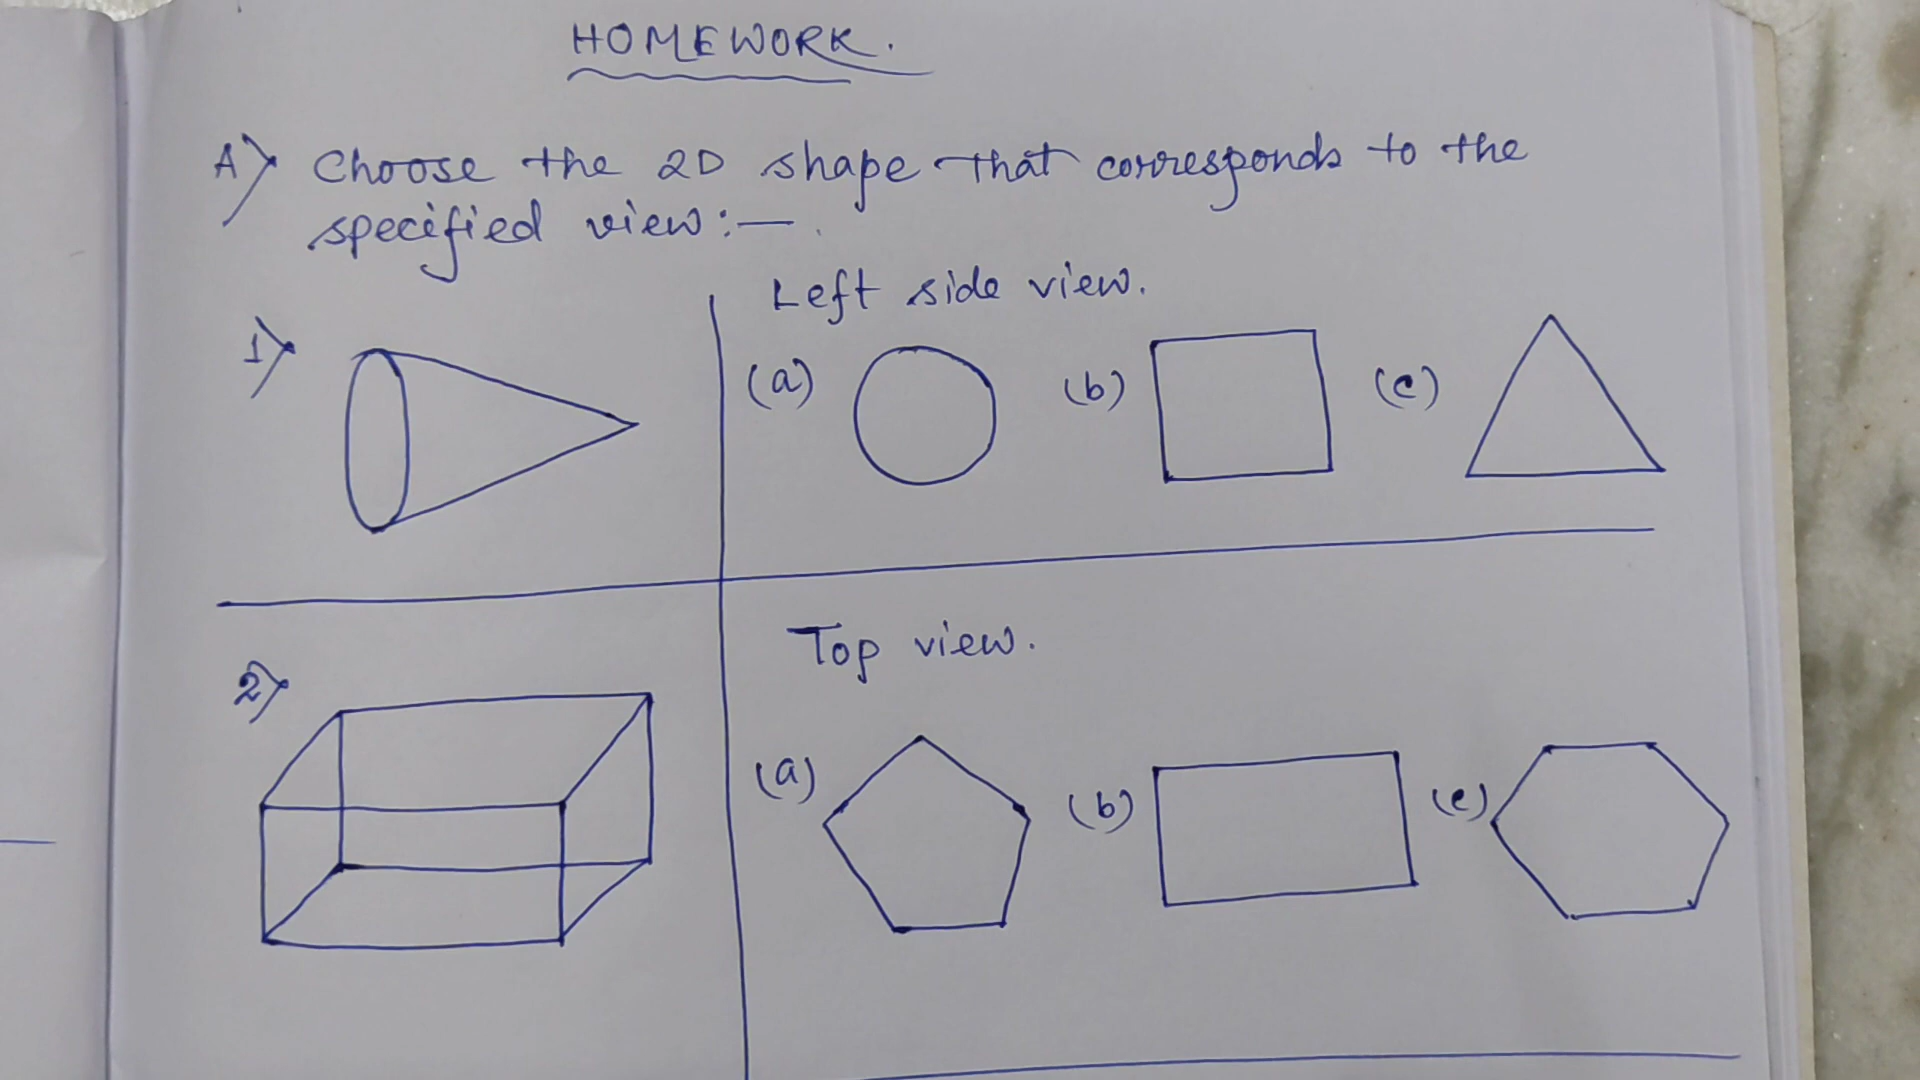 HOMEWORK.
A) Choose the 2D shape that corresponds to the
specified view:—.
Left side view.
1)
(a) (b) (c)
Top view.
2)
(a) (b) (c)